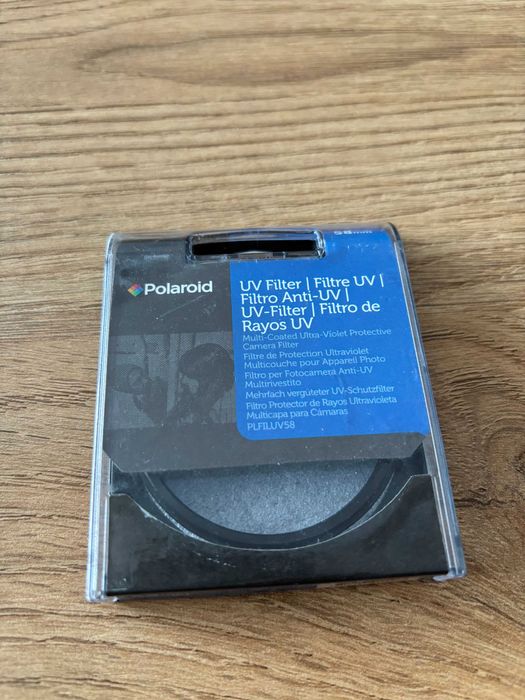 58mm
Polaroid
UV Filter | Filtre UV |
Filtro Anti-UV |
UV-Filter | Filtro de
Rayos UV
Multi-Coated Ultra-Violet Protective
Camera Filter
Filtre de Protection Ultraviolet
Multicouche pour Appareil Photo
Filtro per Fotocamera Anti-UV
Multirivestito
Mehrfach vergüteter UV-Schutzfilter
Filtro Protector de Rayos Ultravioleta
Multicapa para Cámaras
PLFILUV58